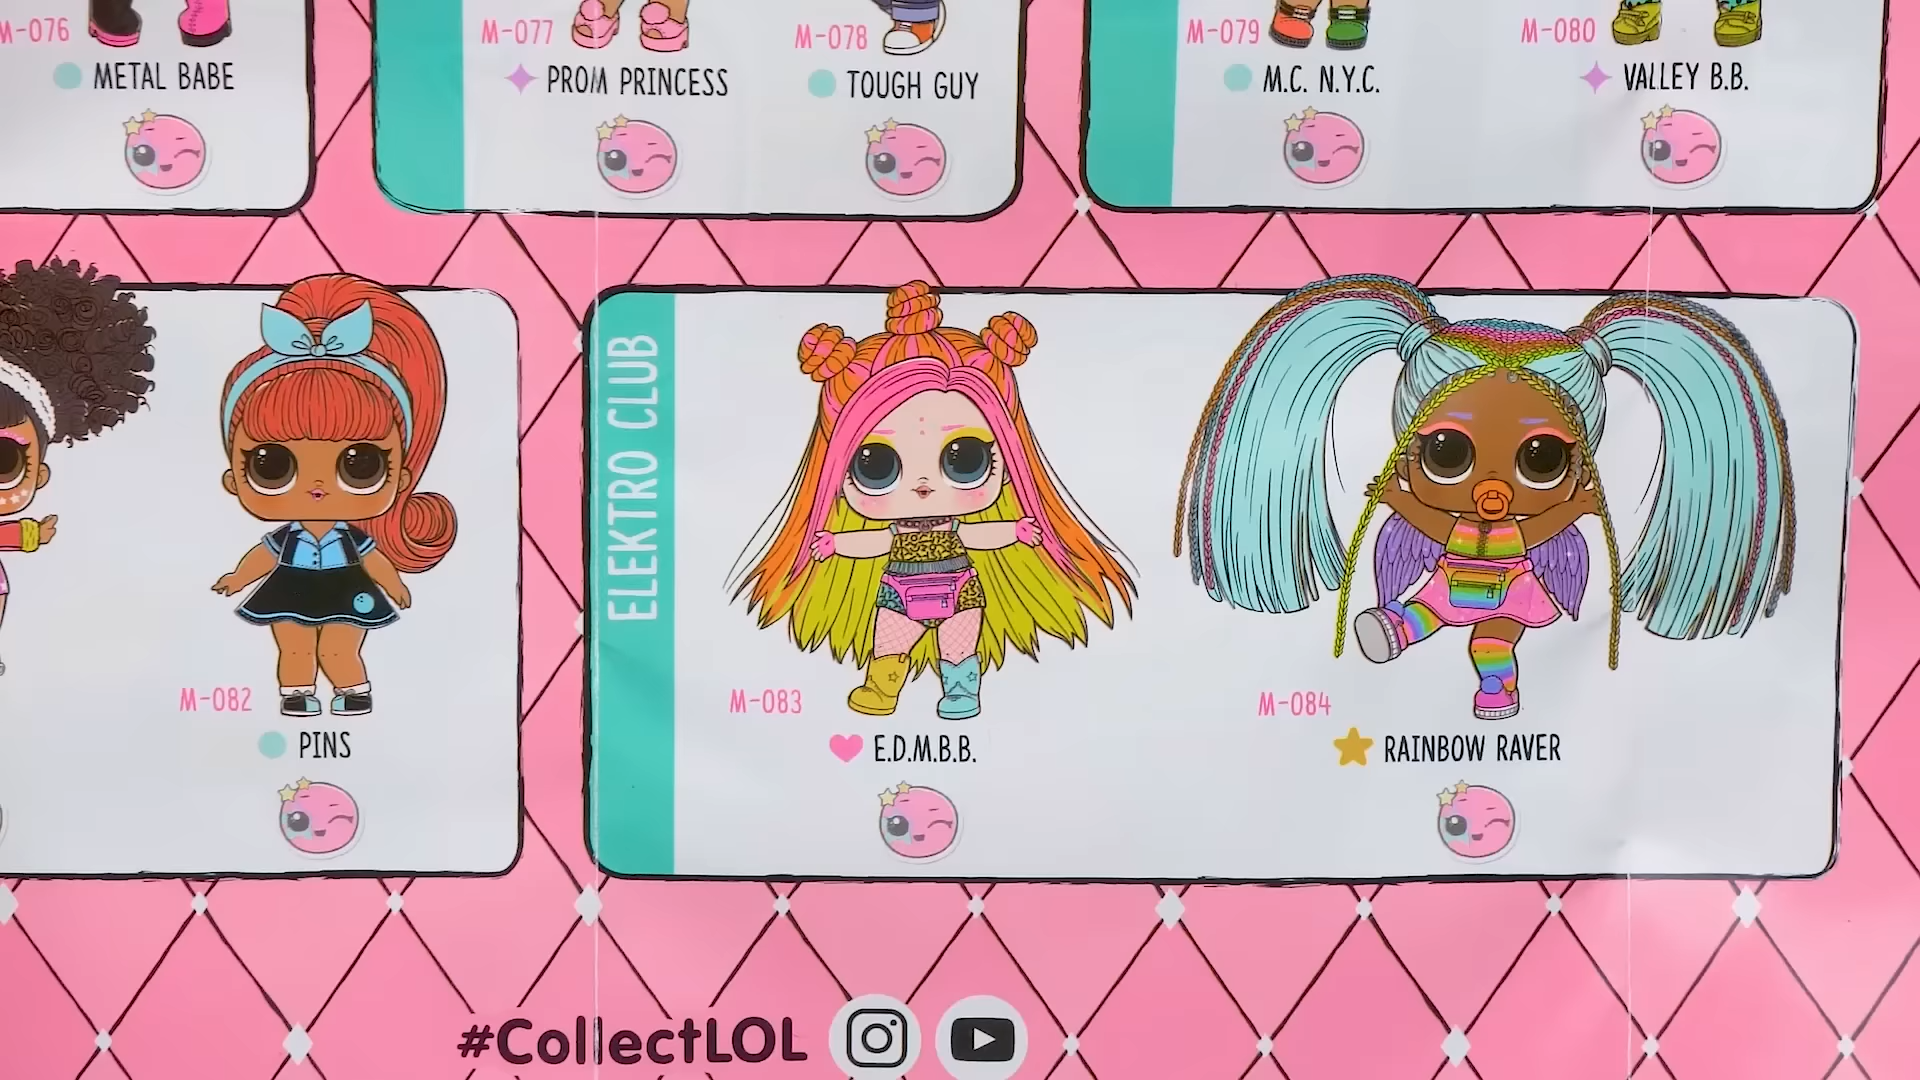 M-076
METAL BABE
M-077
PROM PRINCESS
M-078
TOUGH GUY
M-079
M.C. N.Y.C.
M-080
VALLEY B.B.
M-082
PINS
ELEKTRO CLUB
M-083
E.D.M.B.B.
M-084
RAINBOW RAVER
#CollectLOL